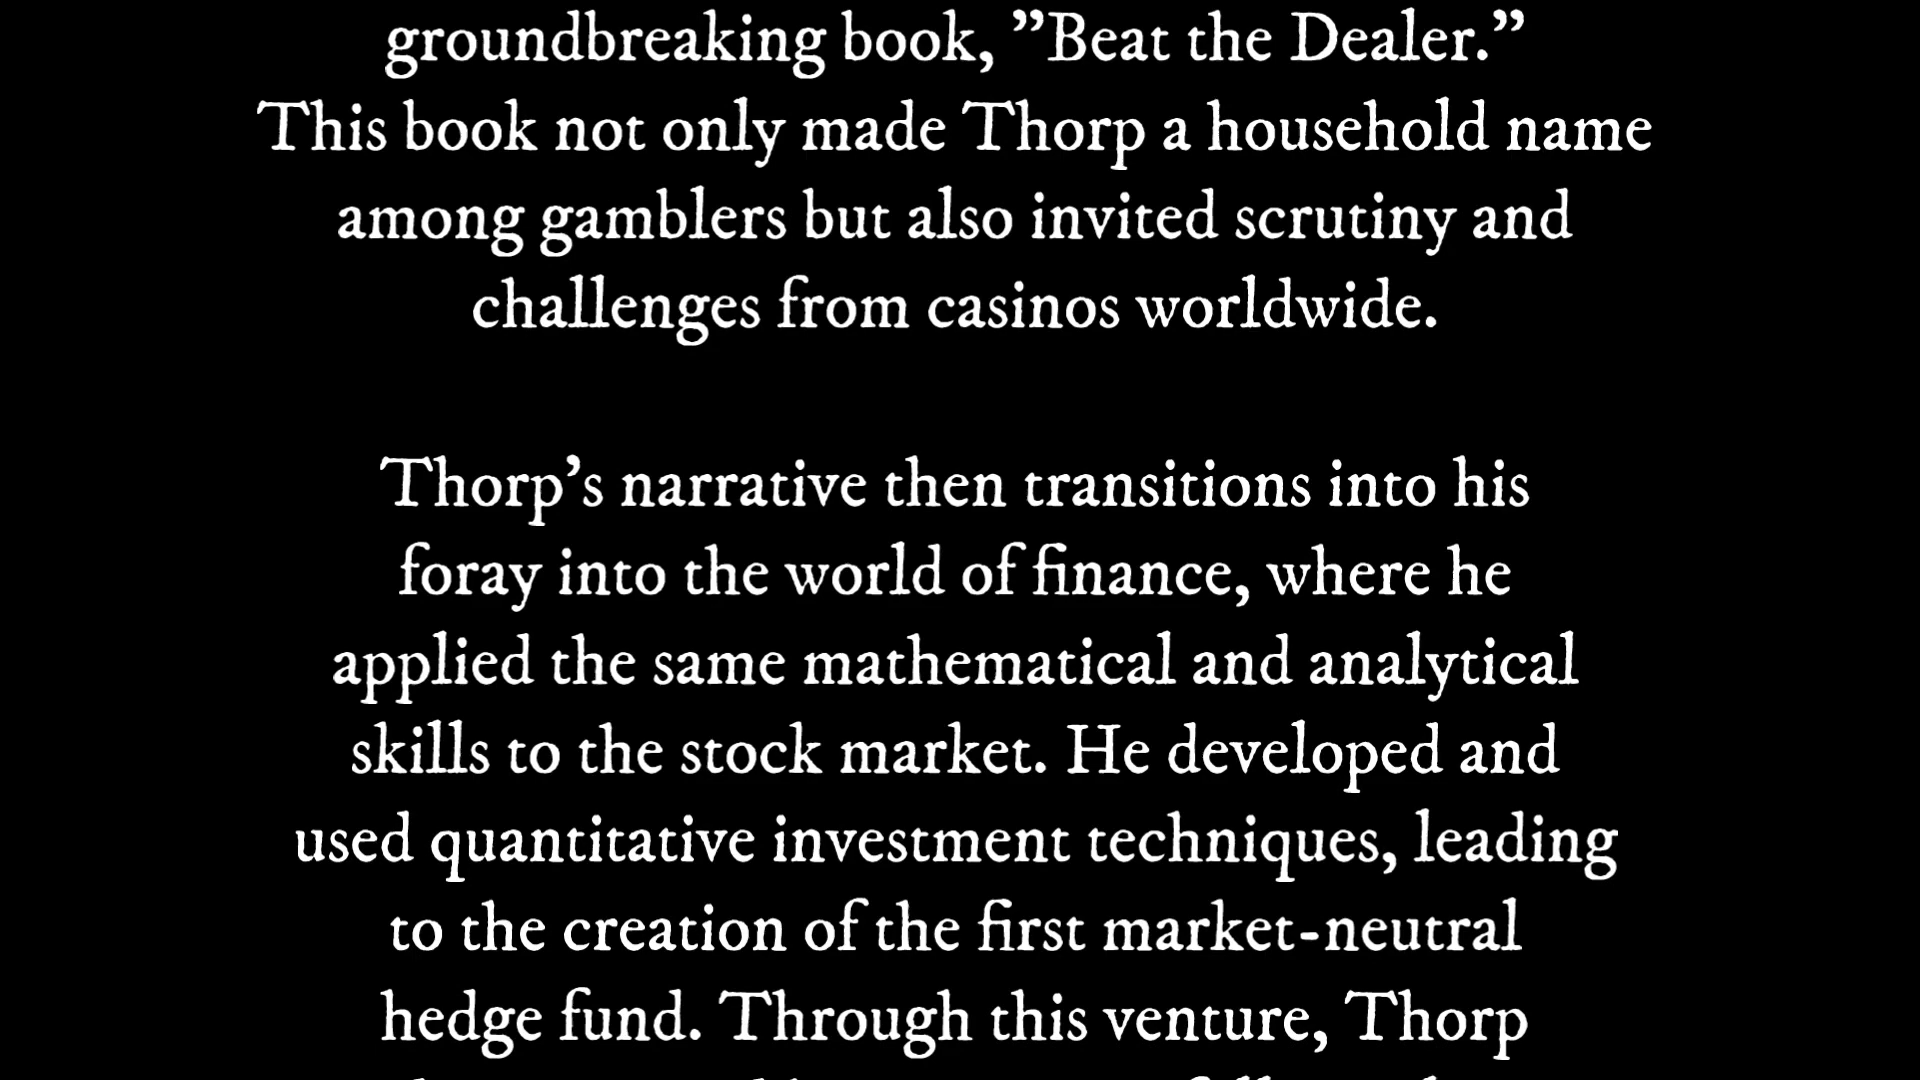 groundbreaking book, ”Beat the Dealer.”
This book not only made Thorp a household name
among gamblers but also invited scrutiny and
challenges from casinos worldwide.
Thorp’s narrative then transitions into his
foray into the world of finance, where he
applied the same mathematical and analytical
skills to the stock market. He developed and
used quantitative investment techniques, leading
to the creation of the first market-neutral
hedge fund. Through this venture, Thorp